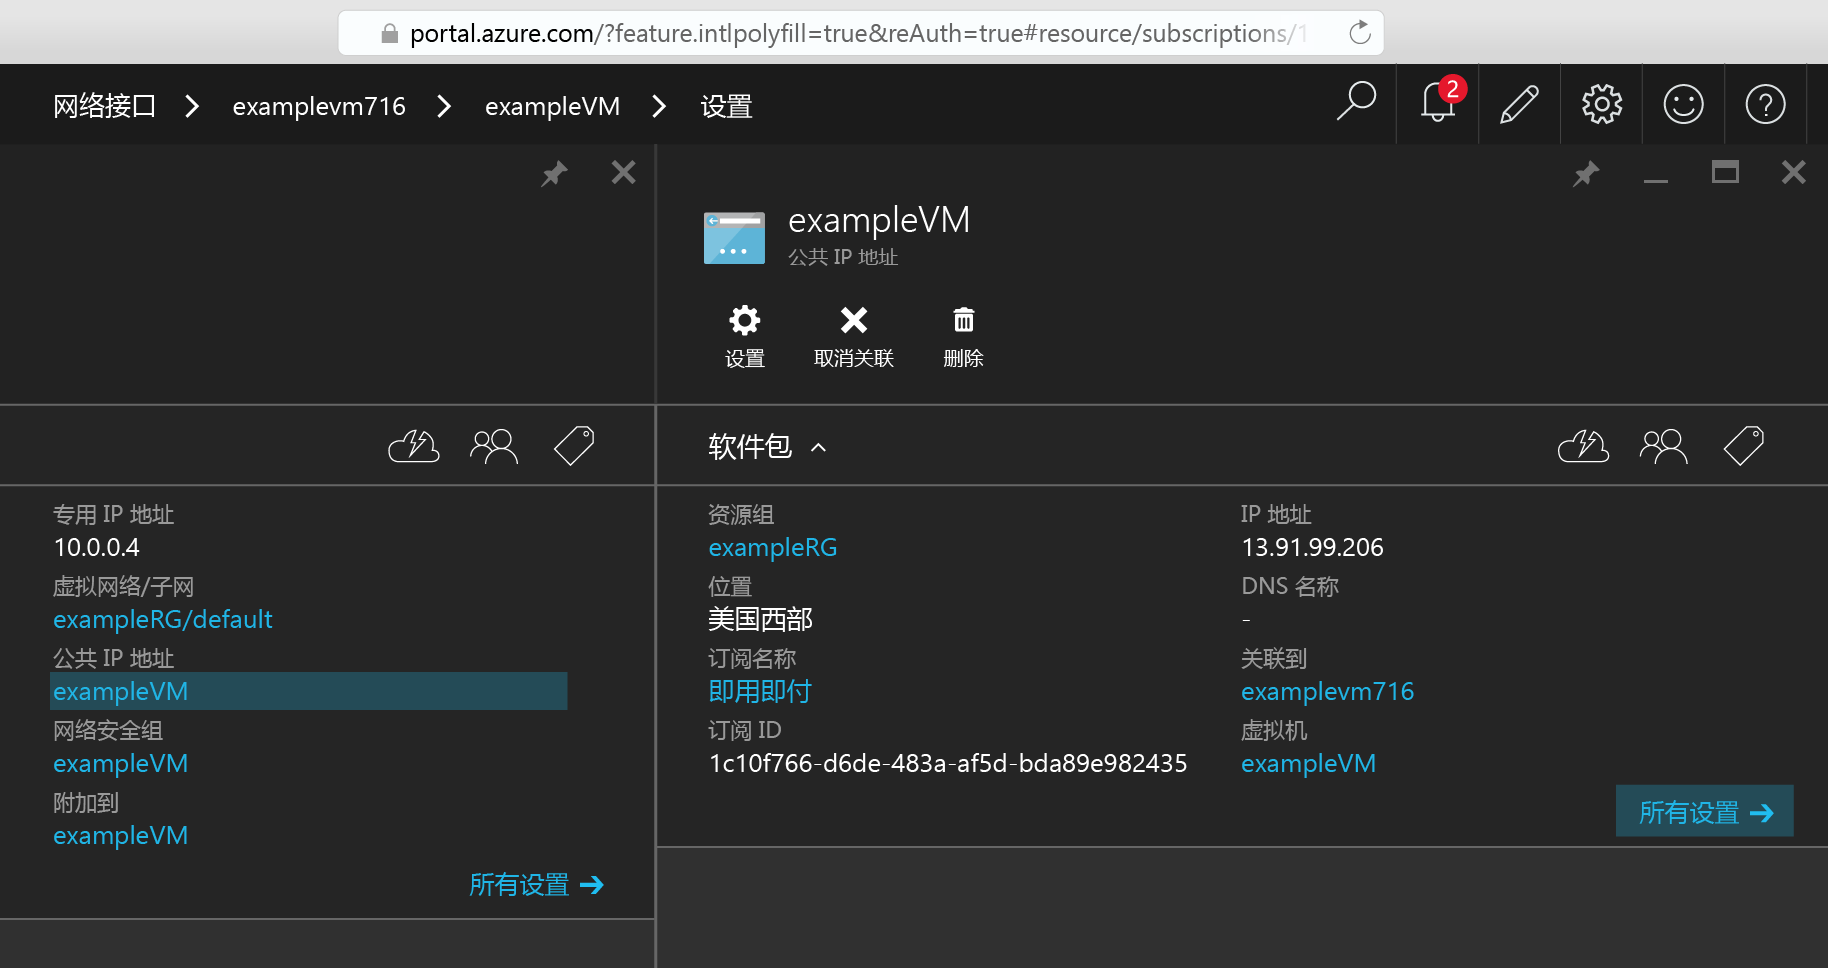 portal.azure.com/?feature.intlpolyfill=true&reAuth=true#resource/subscriptions/1
网络接口 examplevm716 exampleVM 设置
2
exampleVM
公共 IP 地址
设置 取消关联 删除
软件包
专用 IP 地址
10.0.0.4
虚拟网络/子网
exampleRG/default
公共 IP 地址
exampleVM
网络安全组
exampleVM
附加到
exampleVM
所有设置
资源组
exampleRG
位置
美国西部
订阅名称
即用即付
订阅 ID
1c10f766-d6de-483a-af5d-bda89e982435
IP 地址
13.91.99.206
DNS 名称
-
关联到
examplevm716
虚拟机
exampleVM
所有设置